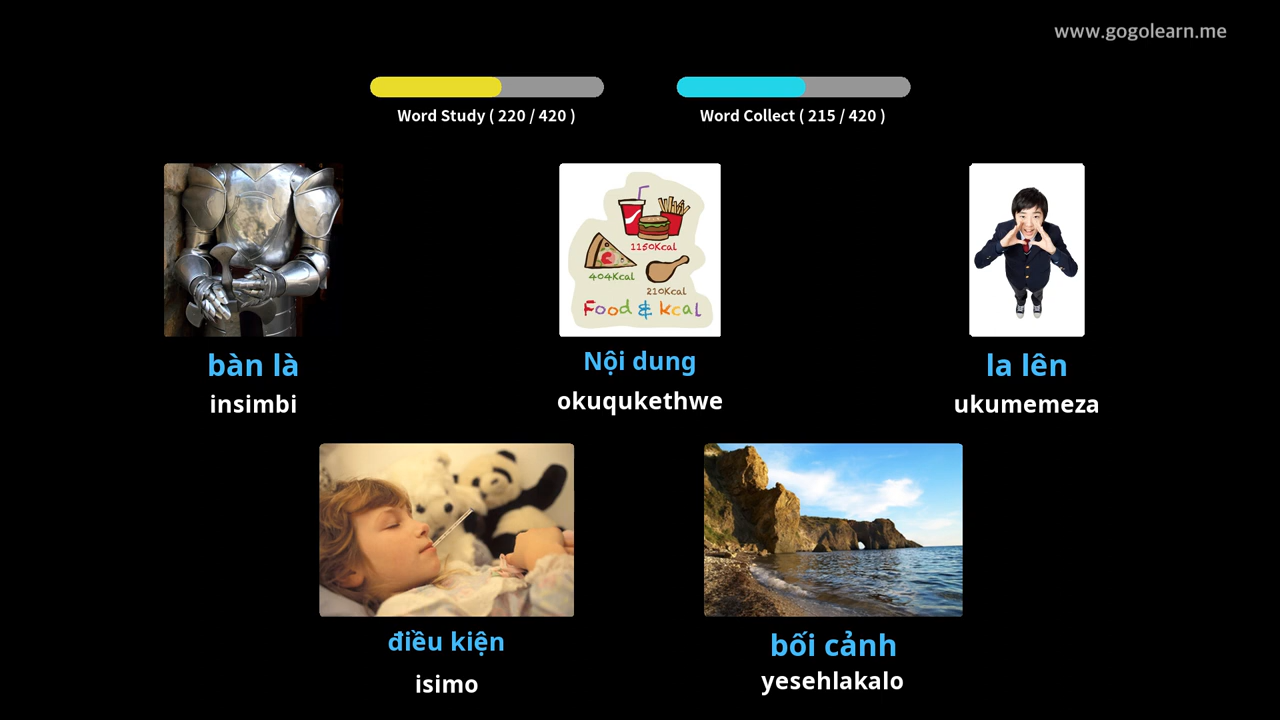 www.gogolearn.me
Word Study ( 220 / 420 )
Word Collect ( 215 / 420 )
1150Kcal
404Kcal
210Kcal
Food & kcal
bàn là
insimbi
Nội dung
okuqukethwe
la lên
ukumemeza
điều kiện
isimo
bối cảnh
yesehlakalo